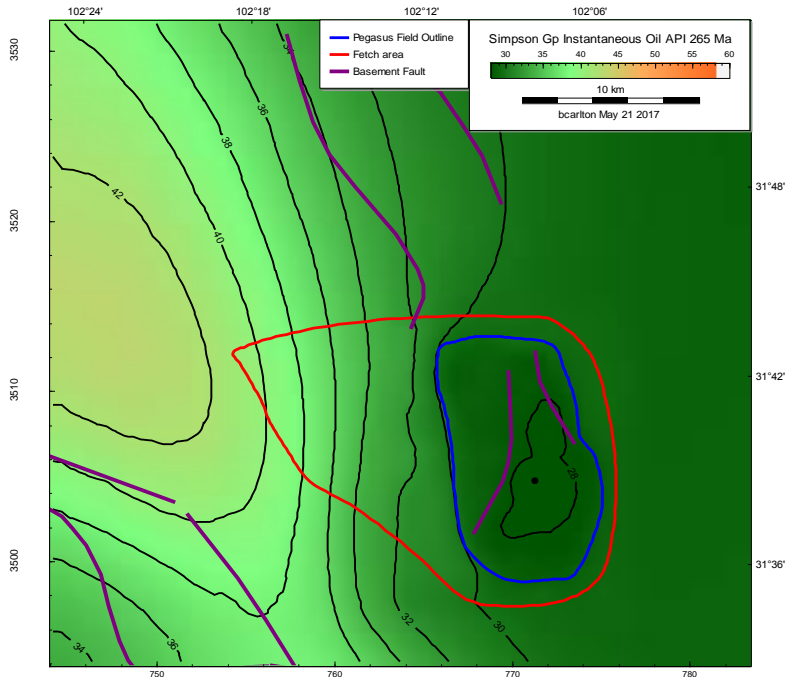 102°24' 102°18' 102°12' 102°06'
Pegasus Field Outline
Fetch area
Basement Fault
Simpson Gp Instantaneous Oil API 265 Ma
30 35 40 45 50 55 60
10 km
bcarlton May 21 2017
3530
3520
3510
3500
31°48'
31°42'
31°36'
34
36
38
42
40
28
32
30
34
36
750 760 770 780